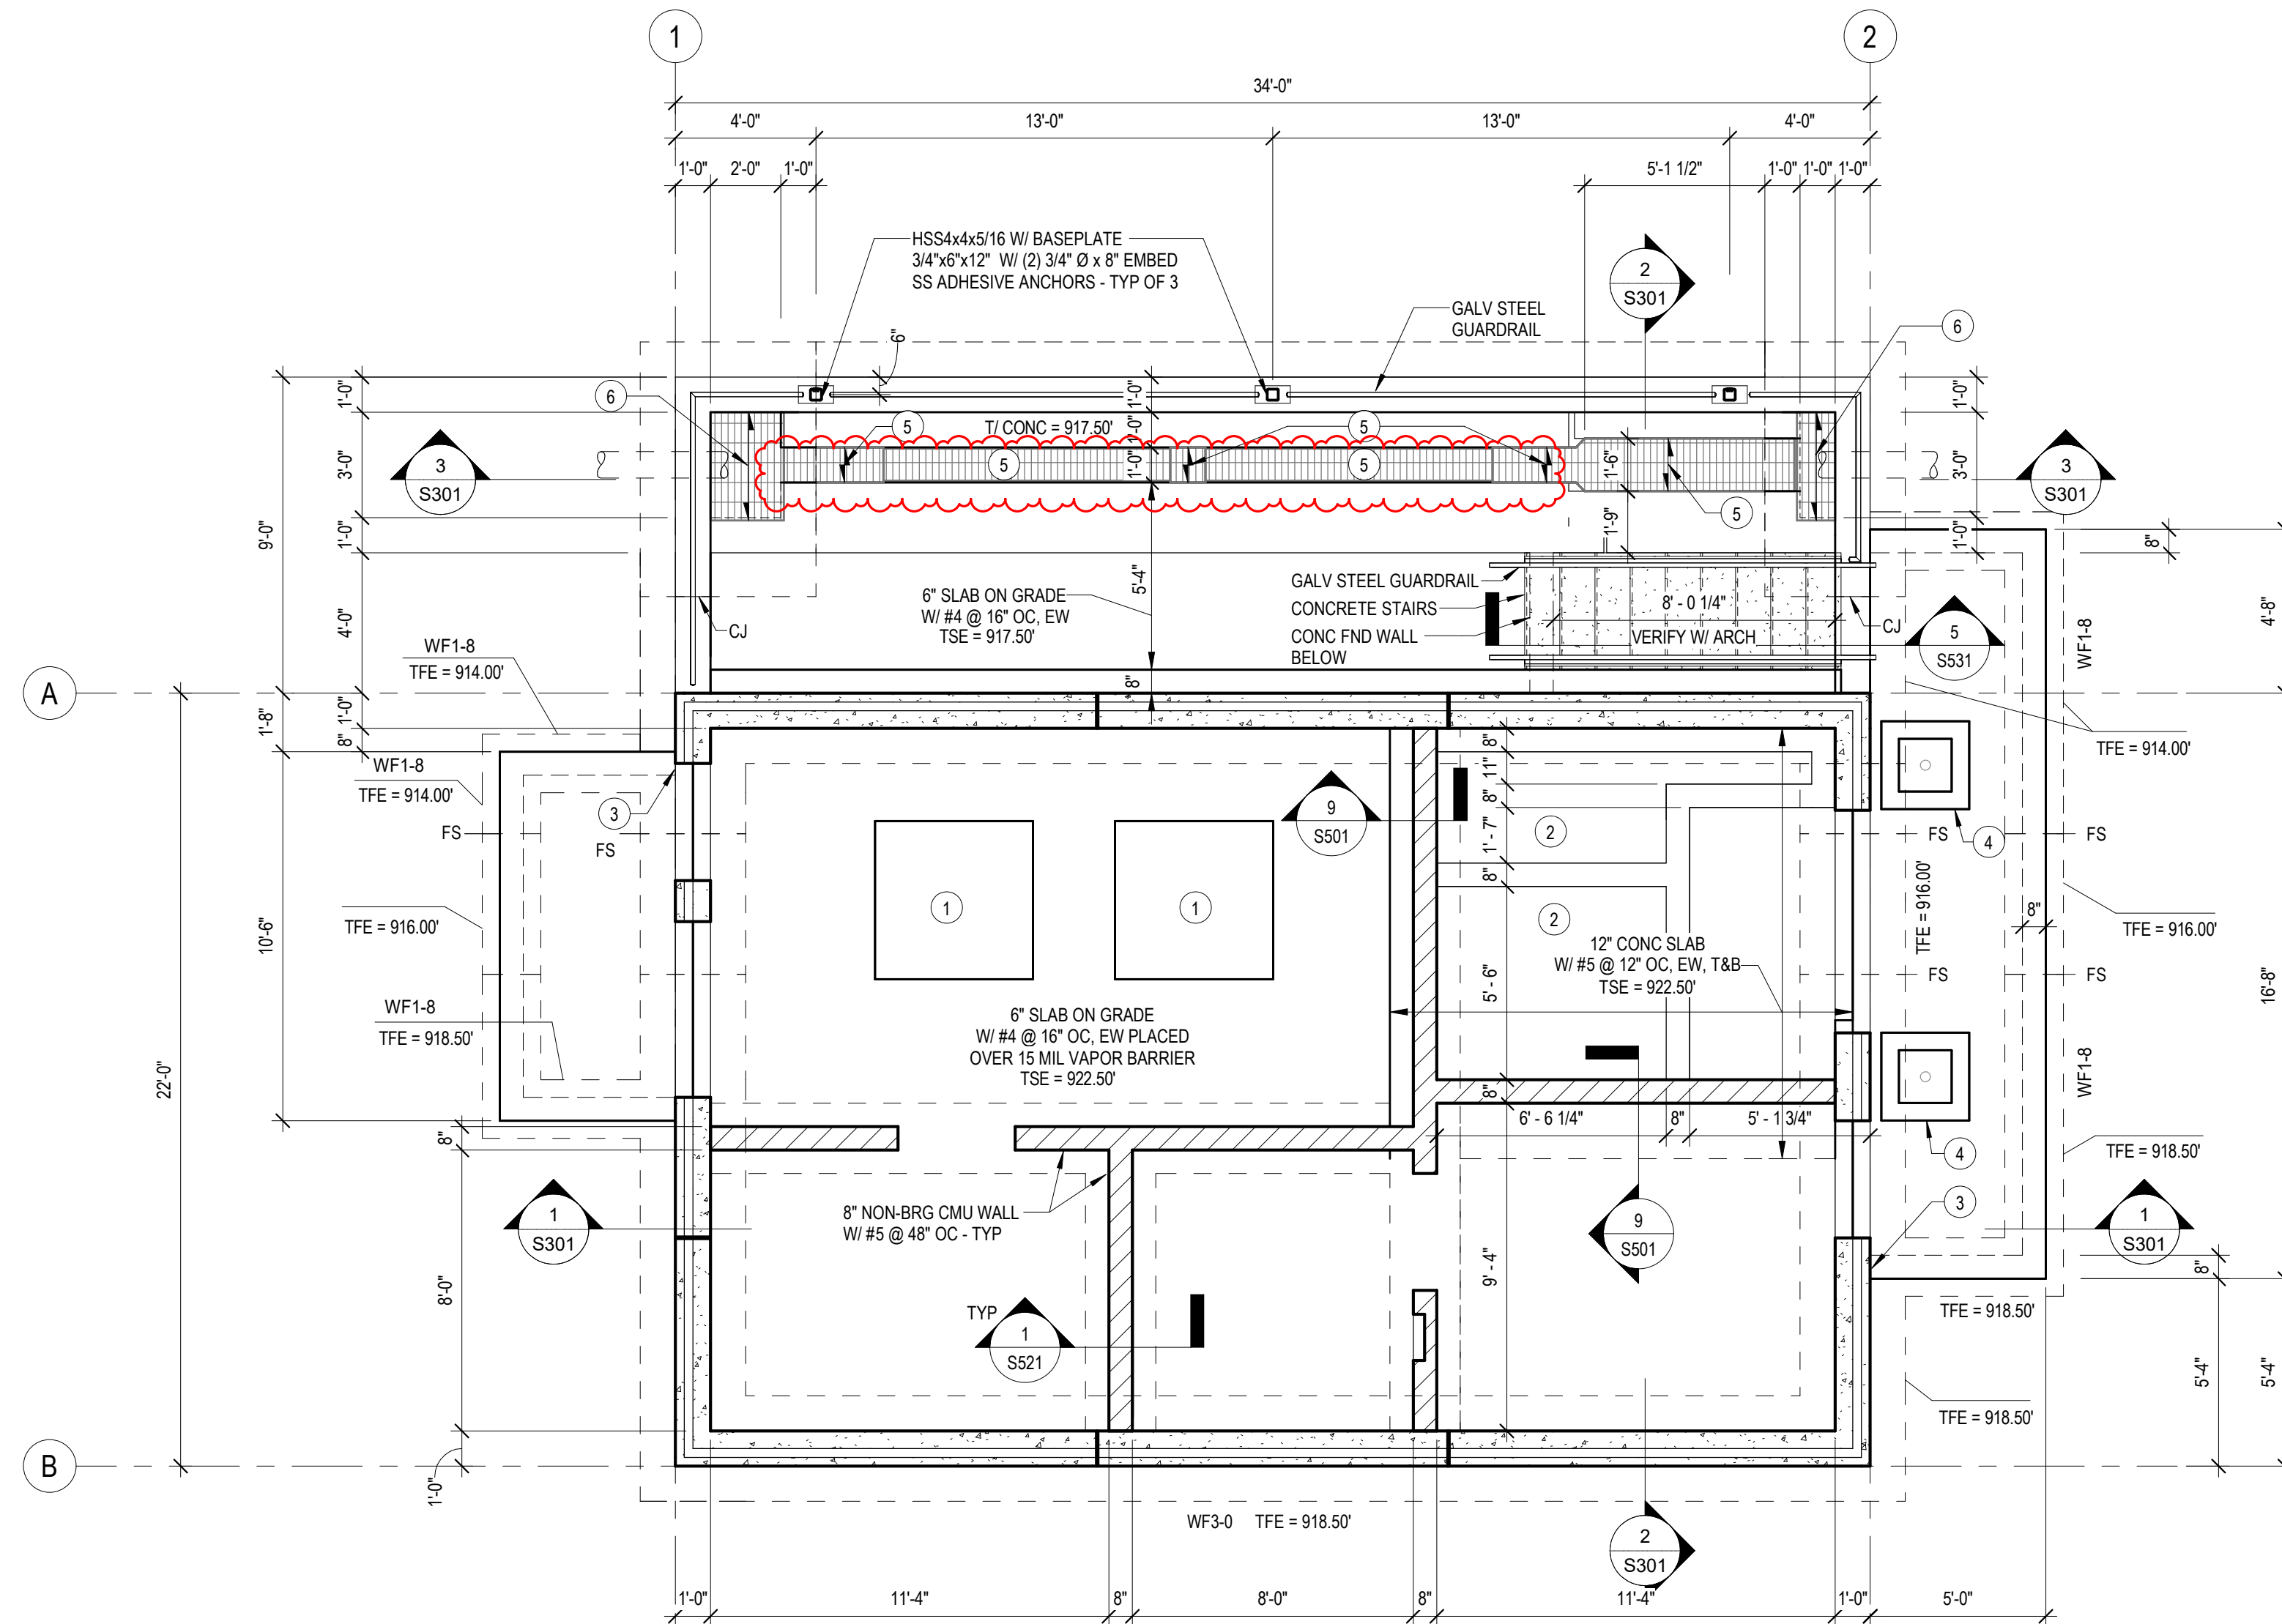 1
2
34'-0"
4'-0"
13'-0"
13'-0"
4'-0"
1'-0"
2'-0"
1'-0"
5'-1 1/2"
1'-0"
1'-0"
1'-0"
HSS4x4x5/16 W/ BASEPLATE
3/4"x6"x12" W/ (2) 3/4" Ø x 8" EMBED
SS ADHESIVE ANCHORS - TYP OF 3
2
S301
GALV STEEL
GUARDRAIL
6
6"
6
1'-0"
1'-0"
1'-0"
5
T/ CONC = 917.50'
1'-0"
5
3
S301
3'-0"
5
1'-0"
5
1'-6"
3'-0"
3
S301
5
9'-0"
1'-0"
1'-9"
1'-0"
8"
GALV STEEL GUARDRAIL
CONCRETE STAIRS
CONC FND WALL
BELOW
8' - 0 1/4"
VERIFY W/ ARCH
6" SLAB ON GRADE
W/ #4 @ 16" OC, EW
TSE = 917.50'
5'-4"
4'-0"
CJ
CJ
5
S531
4'-8"
WF1-8
TFE = 914.00'
WF1-8
A
8"
1'-8"
1'-0"
8"
8"
11"
8"
1' - 7"
8"
TFE = 914.00'
WF1-8
TFE = 914.00'
3
9
S501
2
FS
FS
4
FS
FS
1
1
2
10'-6"
TFE = 916.00'
TFE = 916.00'
8"
TFE = 916.00'
12" CONC SLAB
W/ #5 @ 12" OC, EW, T&B
TSE = 922.50'
5' - 6"
FS
FS
16'-8"
WF1-8
TFE = 918.50'
6" SLAB ON GRADE
W/ #4 @ 16" OC, EW PLACED
OVER 15 MIL VAPOR BARRIER
TSE = 922.50'
WF1-8
22'-0"
8"
8"
6' - 6 1/4"
8"
5' - 1 3/4"
4
TFE = 918.50'
1
S301
8" NON-BRG CMU WALL
W/ #5 @ 48" OC - TYP
9
S501
3
1
S301
8'-0"
9' - 4"
8"
TYP
1
S521
TFE = 918.50'
5'-4"
5'-4"
TFE = 918.50'
B
1'-0"
WF3-0 TFE = 918.50'
2
S301
1'-0"
11'-4"
8"
8'-0"
8"
11'-4"
1'-0"
5'-0"